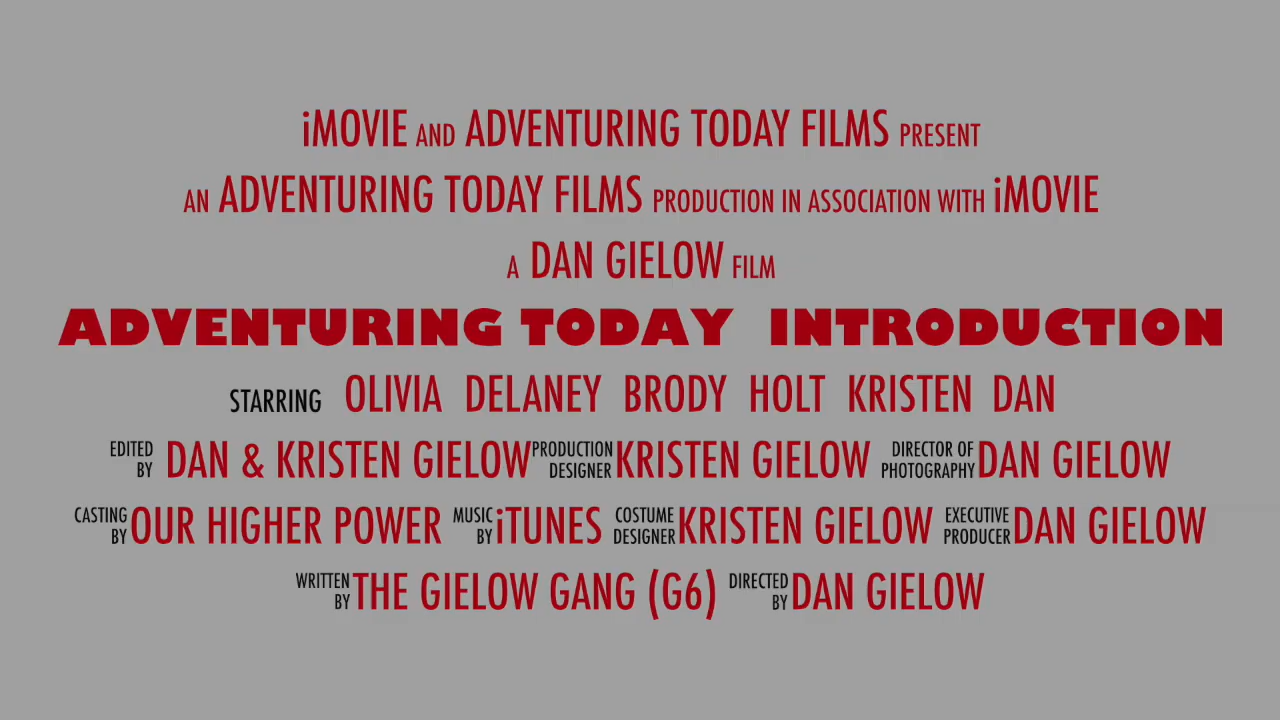 iMOVIE AND ADVENTURING TODAY FILMS PRESENT
AN ADVENTURING TODAY FILMS PRODUCTION IN ASSOCIATION WITH iMOVIE
A DAN GIELOW FILM
ADVENTURING TODAY INTRODUCTION
STARRING OLIVIA DELANEY BRODY HOLT KRISTEN DAN
EDITED BY DAN & KRISTEN GIELOW PRODUCTION DESIGNER KRISTEN GIELOW DIRECTOR OF PHOTOGRAPHY DAN GIELOW
CASTING BY OUR HIGHER POWER MUSIC BY iTUNES COSTUME DESIGNER KRISTEN GIELOW EXECUTIVE PRODUCER DAN GIELOW
WRITTEN BY THE GIELOW GANG (G6) DIRECTED BY DAN GIELOW